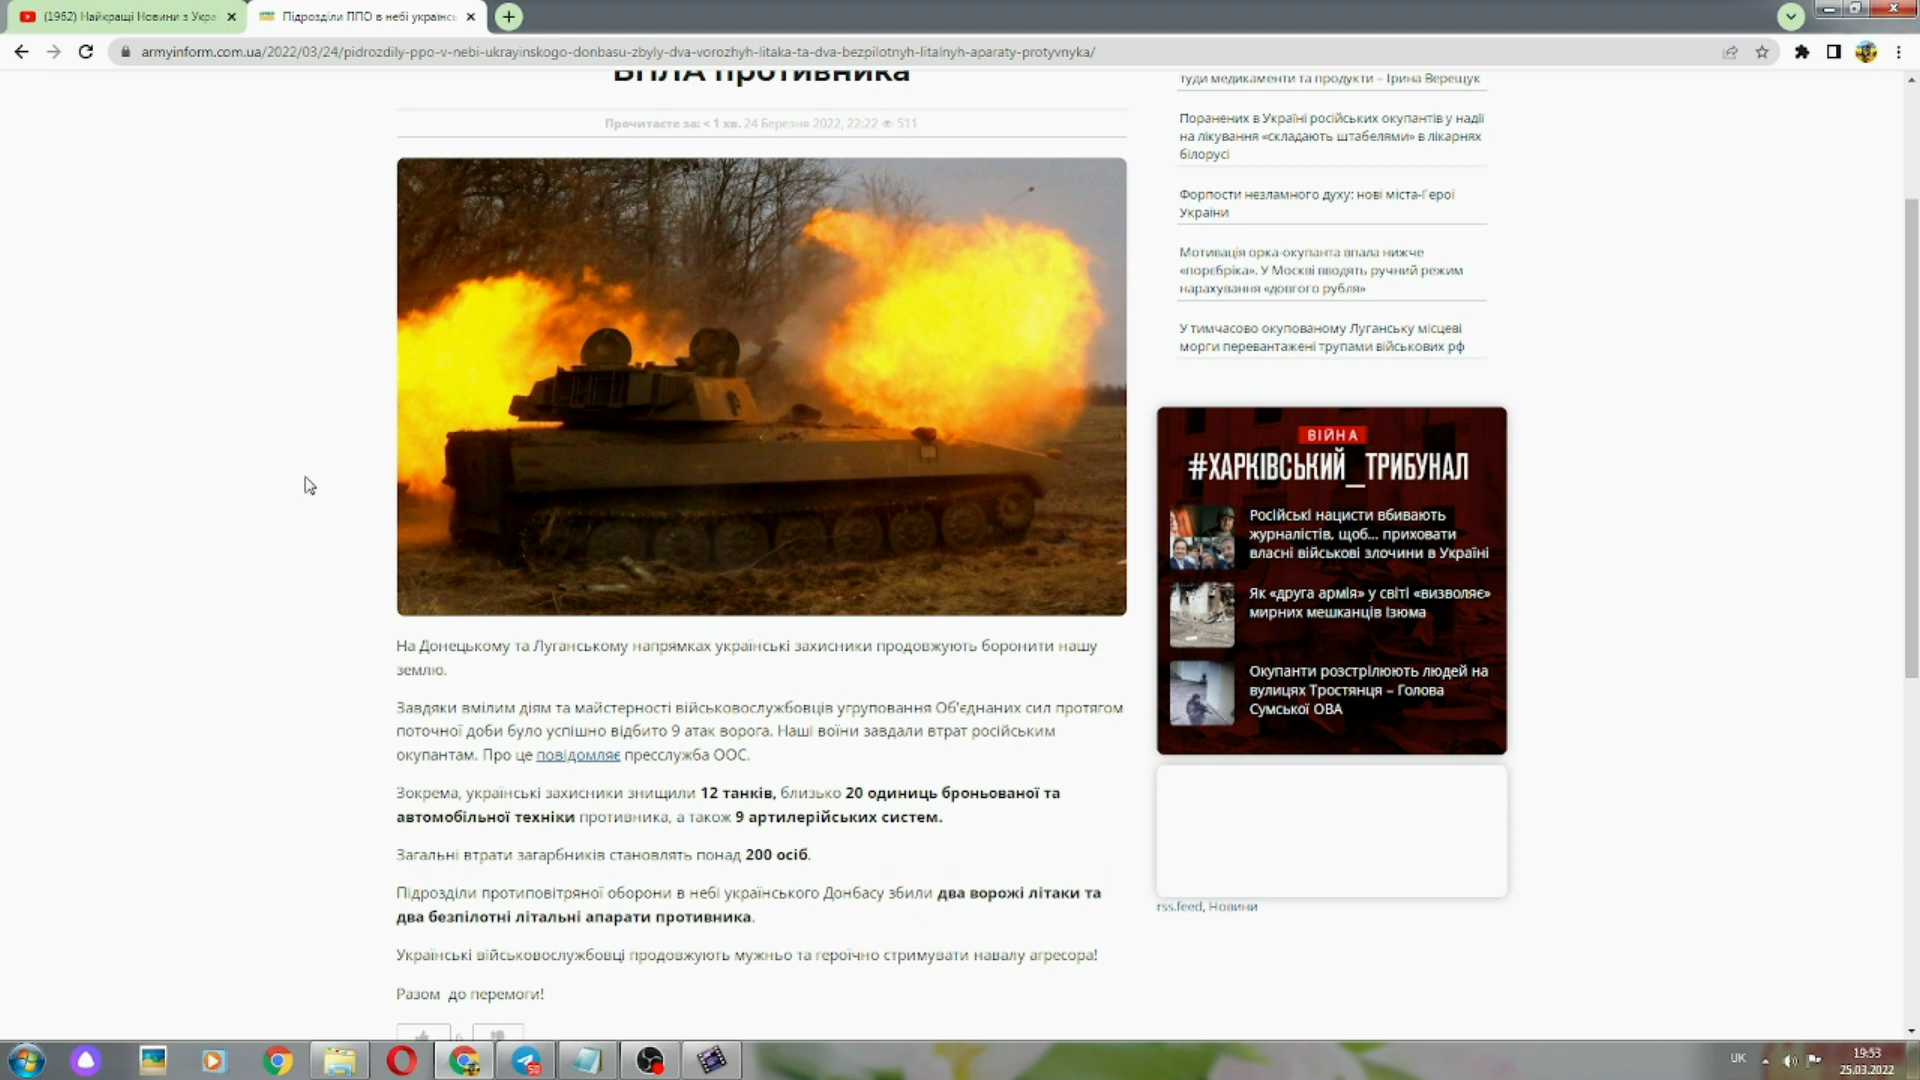 (1962) Найкращі Новини з Укра
Підрозділи ППО в небі українсь
armyinform.com.ua/2022/03/24/pidrozdily-ppo-v-nebi-ukrayinskogo-donbasu-zbyly-dva-vorozhyh-litaka-ta-dva-bezpilotnyh-litalnyh-aparaty-protyvnyka/
БПЛА противника
Прочитаєте за: < 1 хв. 24 Березня 2022, 22:22 511
На Донецькому та Луганському напрямках українські захисники продовжують боронити нашу
землю.
Завдяки вмілим діям та майстерності військовослужбовців угруповання Об'єднаних сил протягом
поточної доби було успішно відбито 9 атак ворога. Наші воїни завдали втрат російським
окупантам. Про це повідомляє пресслужба ООС.
Зокрема, українські захисники знищили 12 танків, близько 20 одиниць броньованої та
автомобільної техніки противника, а також 9 артилерійських систем.
Загальні втрати загарбників становлять понад 200 осіб.
Підрозділи протиповітряної оборони в небі українського Донбасу збили два ворожі літаки та
два безпілотні літальні апарати противника.
Українські військовослужбовці продовжують мужньо та героїчно стримувати навалу агресора!
Разом до перемоги!
6
туди медикаменти та продукти – Ірина Верещук
Поранених в Україні російських окупантів у надії
на лікування «складають штабелями» в лікарнях
білорусі
Форпости незламного духу: нові міста-Герої
України
Мотивація орка-окупанта впала нижче
«порєбріка». У Москві вводять ручний режим
нарахування «довгого рубля»
У тимчасово окупованому Луганську місцеві
морги перевантажені трупами військових рф
ВІЙНА
#ХАРКІВСЬКИЙ_ТРИБУНАЛ
Російські нацисти вбивають
журналістів, щоб... приховати
власні військові злочини в Україні
Як «друга армія» у світі «визволяє»
мирних мешканців Ізюма
Окупанти розстрілюють людей на
вулицях Тростянця – Голова
Сумської ОВА
rss.feed, Новини
UK
19:53
25.03.2022